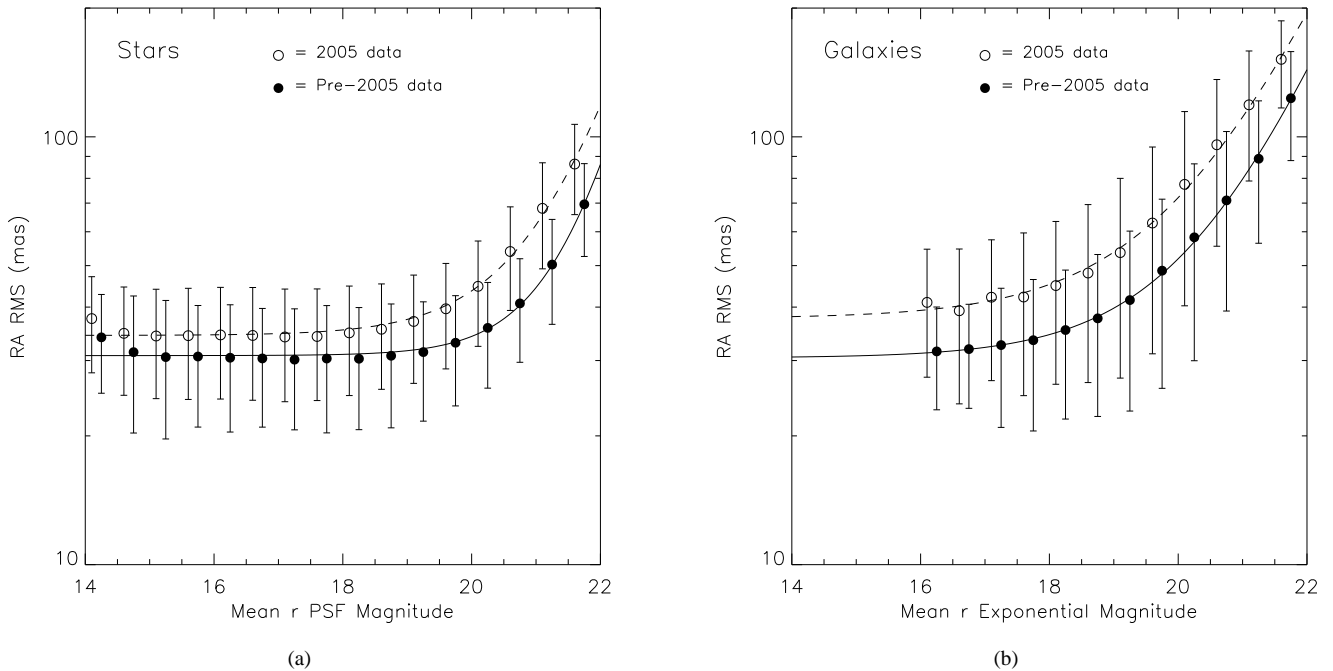 Stars
= 2005 data
= Pre-2005 data
100
10
RA RMS (mas)
14 16 18 20 22
Mean r PSF Magnitude
(a)
Galaxies
= 2005 data
= Pre-2005 data
100
10
RA RMS (mas)
14 16 18 20 22
Mean r Exponential Magnitude
(b)